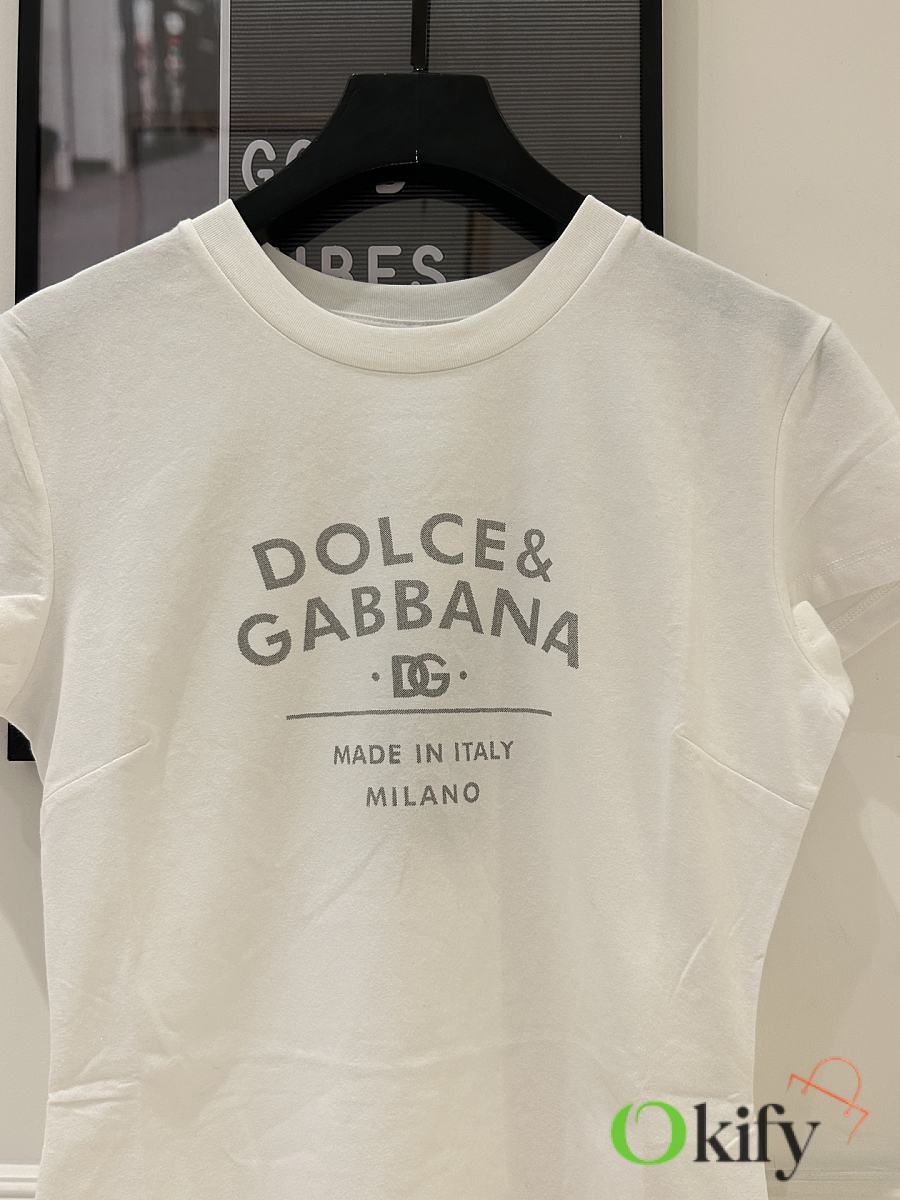 DOLCE&
GABBANA
·DG·
MADE IN ITALY
MILANO
Okify